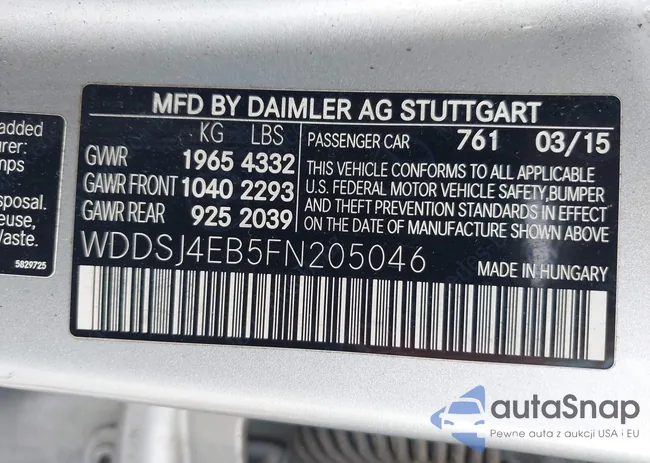 added
urer:
mps
sposal.
euse,
Waste.
5829725
MFD BY DAIMLER AG STUTTGART
KG LBS
GVWR 1965 4332
GAWR FRONT 1040 2293
GAWR REAR 925 2039
PASSENGER CAR 761 03/15
THIS VEHICLE CONFORMS TO ALL APPLICABLE
U.S. FEDERAL MOTOR VEHICLE SAFETY,BUMPER
AND THEFT PREVENTION STANDARDS IN EFFECT
ON THE DATE OF MANUFACTURE SHOWN ABOVE.
WDDSJ4EB5FN205046
MADE IN HUNGARY
autaSnap
Pewne auta z aukcji USA i EU